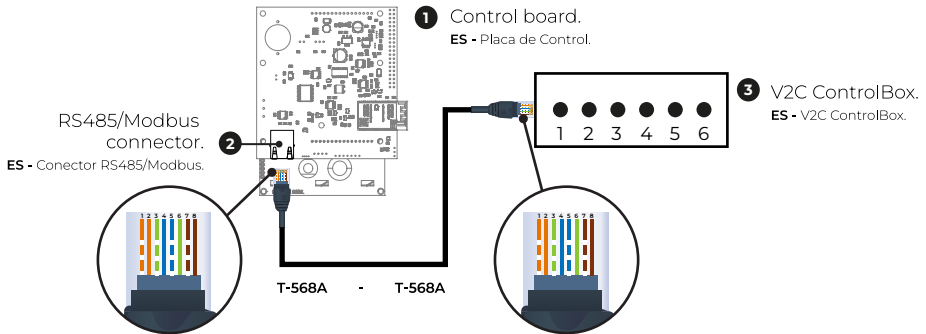 1 Control board.
ES - Placa de Control.
RS485/Modbus
connector.
2
ES - Conector RS485/Modbus.
3 V2C ControlBox.
ES - V2C ControlBox.
1 2 3 4 5 6
1 2 3 4 5 6 7 8
1 2 3 4 5 6 7 8
T-568A - T-568A